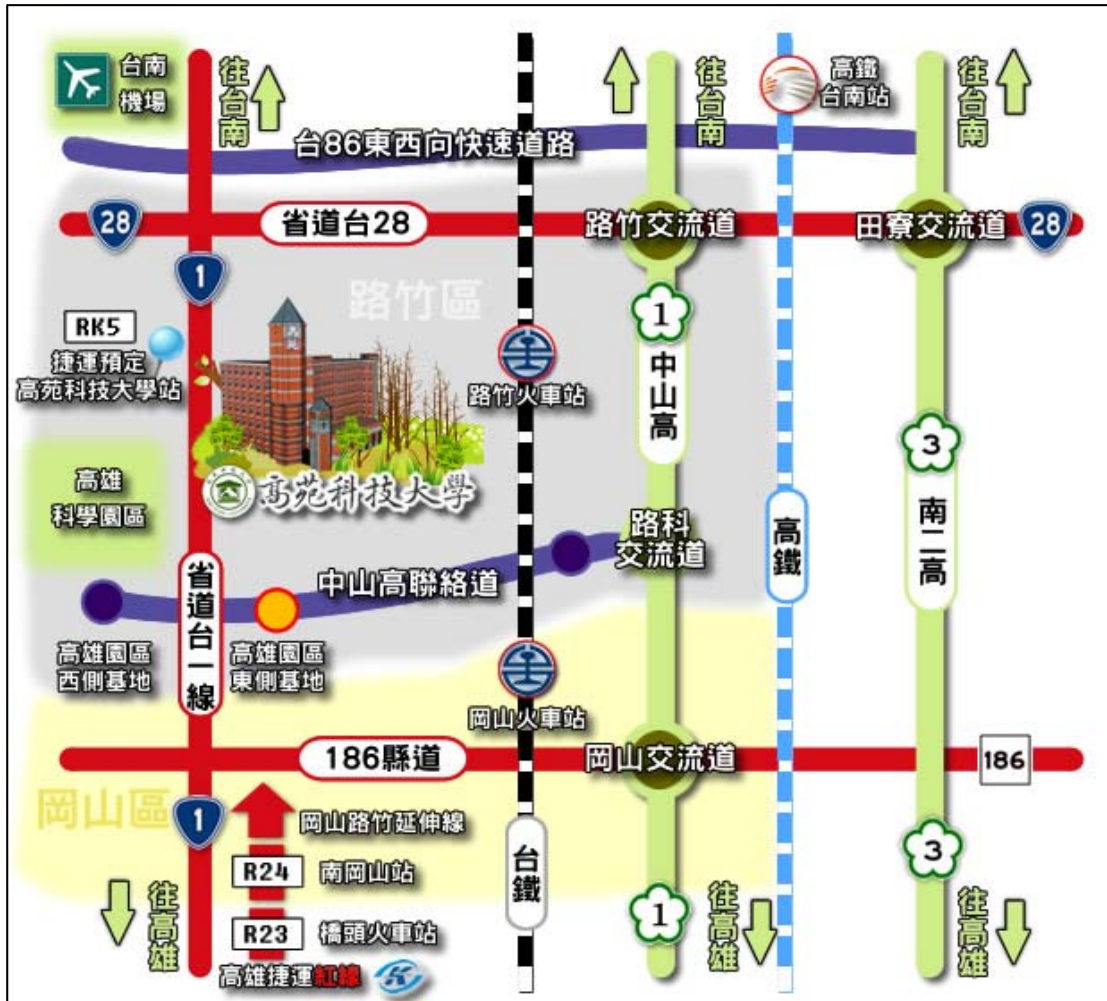 台南
機場
往台南
往台南
高鐵
台南站
往台南
台86東西向快速道路
28
省道台28
路竹交流道
田寮交流道
28
1
路竹區
RK5
捷運預定
高苑科技大學站
高苑
路竹火車站
1
中山高
3
南二高
高雄
科學園區
高苑科技大學
路科
交流道
高鐵
中山高聯絡道
省道台一線
高雄園區
西側基地
高雄園區
東側基地
岡山火車站
186縣道
岡山交流道
186
岡山區
1
岡山路竹延伸線
台鐵
3
R24
南岡山站
往高雄
1
往高雄
往高雄
R23
橋頭火車站
高雄捷運紅線